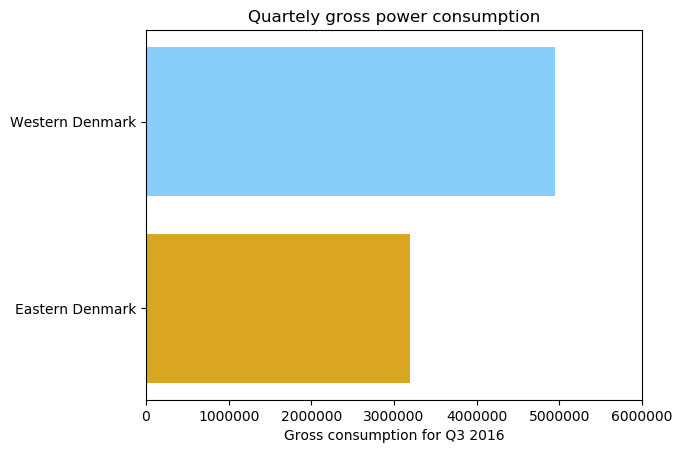 Quartely gross power consumption
Western Denmark
Eastern Denmark
0 1000000 2000000 3000000 4000000 5000000 6000000
Gross consumption for Q3 2016